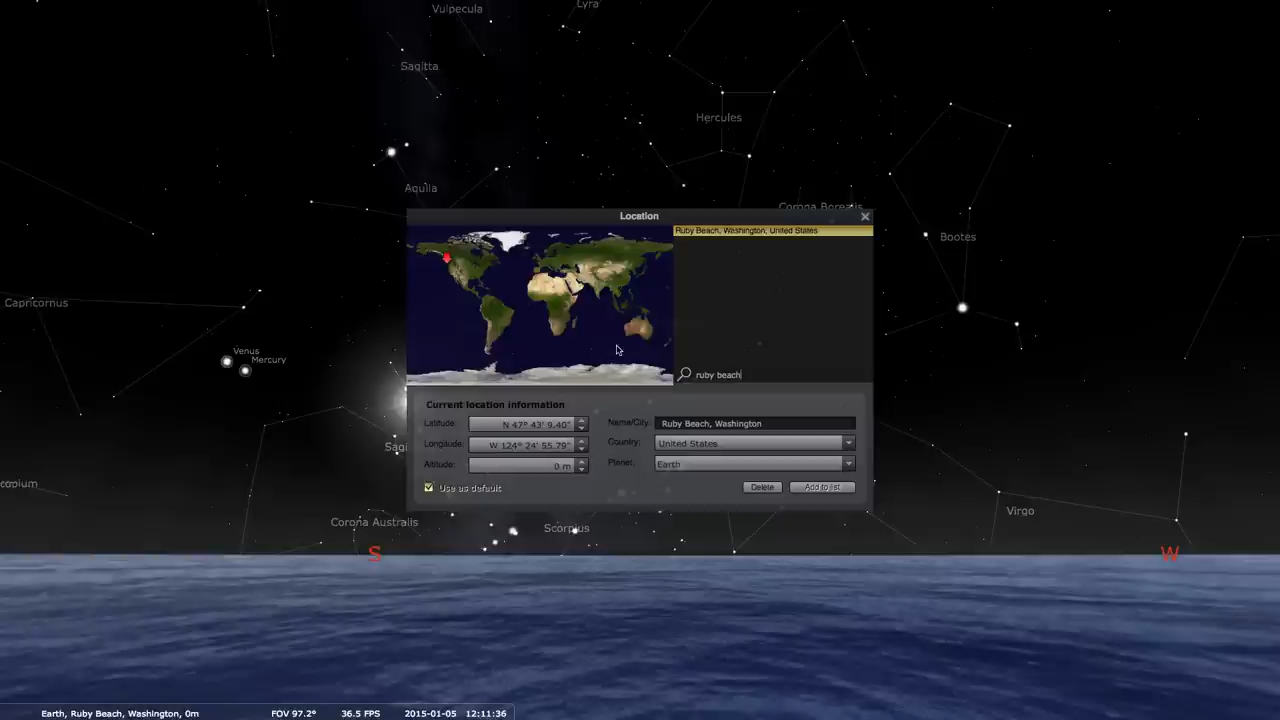 Lyra
Vulpecula
Sagitta
Hercules
Aquila
Corona Borealis
Location
Ruby Beach, Washington, United States
Bootes
Capricornus
Venus
Mercury
ruby beach
Current location information
Latitude: N 47° 43' 9.40"
Name/City: Ruby Beach, Washington
Longitude: W 124° 24' 55.79"
Country: United States
Altitude: 0 m
Planet: Earth
Sagi
Use as default
Delete
Add to list
Virgo
Corona Australis
Scorpius
S
W
Earth, Ruby Beach, Washington, 0m FOV 97.2° 36.5 FPS 2015-01-05 12:11:36